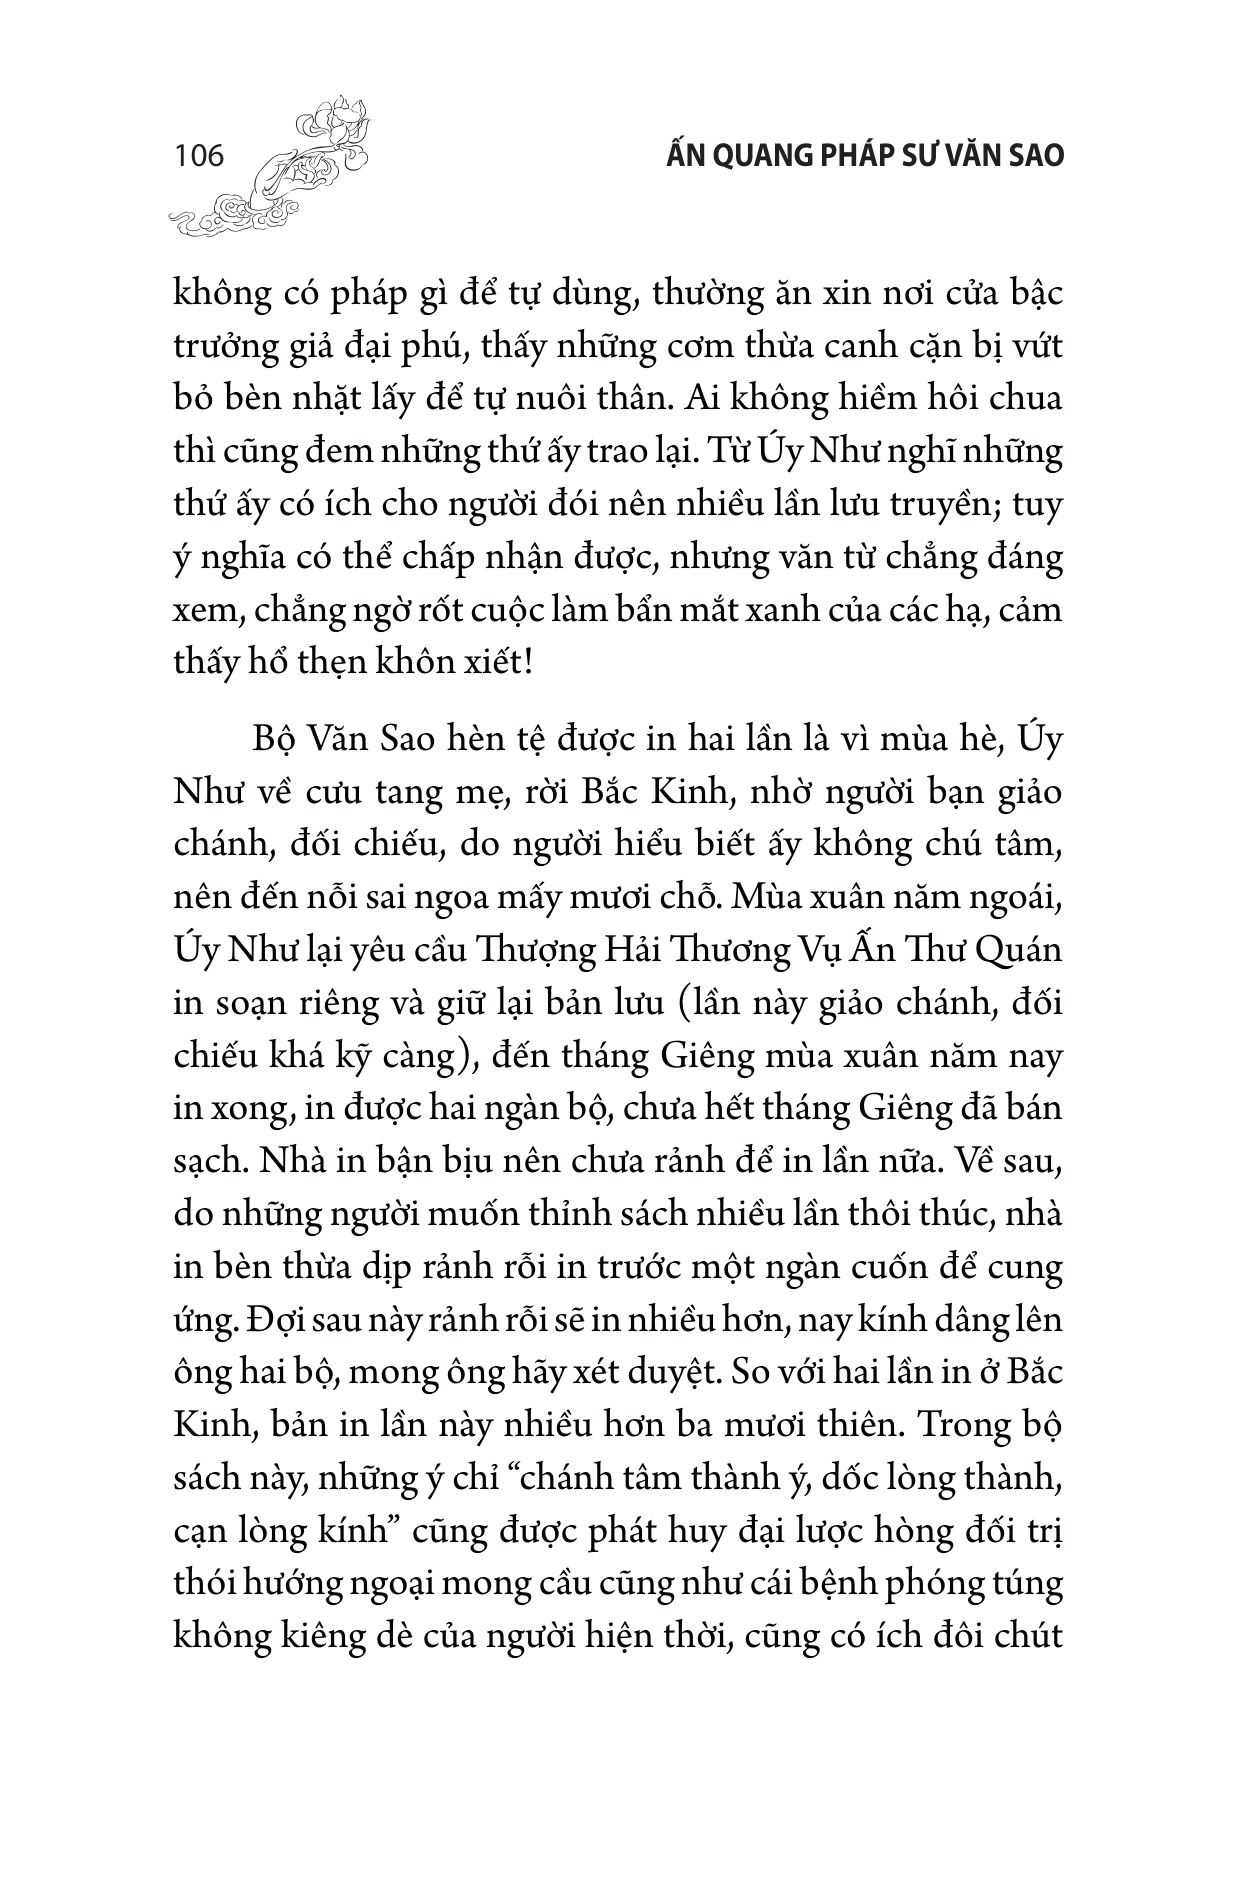 106
ẤN QUANG PHÁP SƯ VĂN SAO
không có pháp gì để tự dùng, thường ăn xin nơi cửa bậc
trưởng giả đại phú, thấy những cơm thừa canh cặn bị vứt
bỏ bèn nhặt lấy để tự nuôi thân. Ai không hiềm hôi chua
thì cũng đem những thứ ấy trao lại. Từ Úy Như nghĩ những
thứ ấy có ích cho người đói nên nhiều lần lưu truyền; tuy
ý nghĩa có thể chấp nhận được, nhưng văn từ chẳng đáng
xem, chẳng ngờ rốt cuộc làm bẩn mắt xanh của các hạ, cảm
thấy hổ thẹn khôn xiết!
Bộ Văn Sao hèn tệ được in hai lần là vì mùa hè, Úy
Như về cưu tang mẹ, rời Bắc Kinh, nhờ người bạn giảo
chánh, đối chiếu, do người hiểu biết ấy không chú tâm,
nên đến nỗi sai ngoa mấy mươi chỗ. Mùa xuân năm ngoái,
Úy Như lại yêu cầu Thượng Hải Thương Vụ Ấn Thư Quán
in soạn riêng và giữ lại bản lưu (lần này giảo chánh, đối
chiếu khá kỹ càng), đến tháng Giêng mùa xuân năm nay
in xong, in được hai ngàn bộ, chưa hết tháng Giêng đã bán
sạch. Nhà in bận bịu nên chưa rảnh để in lần nữa. Về sau,
do những người muốn thỉnh sách nhiều lần thôi thúc, nhà
in bèn thừa dịp rảnh rỗi in trước một ngàn cuốn để cung
ứng. Đợi sau này rảnh rỗi sẽ in nhiều hơn, nay kính dâng lên
ông hai bộ, mong ông hãy xét duyệt. So với hai lần in ở Bắc
Kinh, bản in lần này nhiều hơn ba mươi thiên. Trong bộ
sách này, những ý chỉ “chánh tâm thành ý, dốc lòng thành,
cạn lòng kính” cũng được phát huy đại lược hòng đối trị
thói hướng ngoại mong cầu cũng như cái bệnh phóng túng
không kiêng dè của người hiện thời, cũng có ích đôi chút